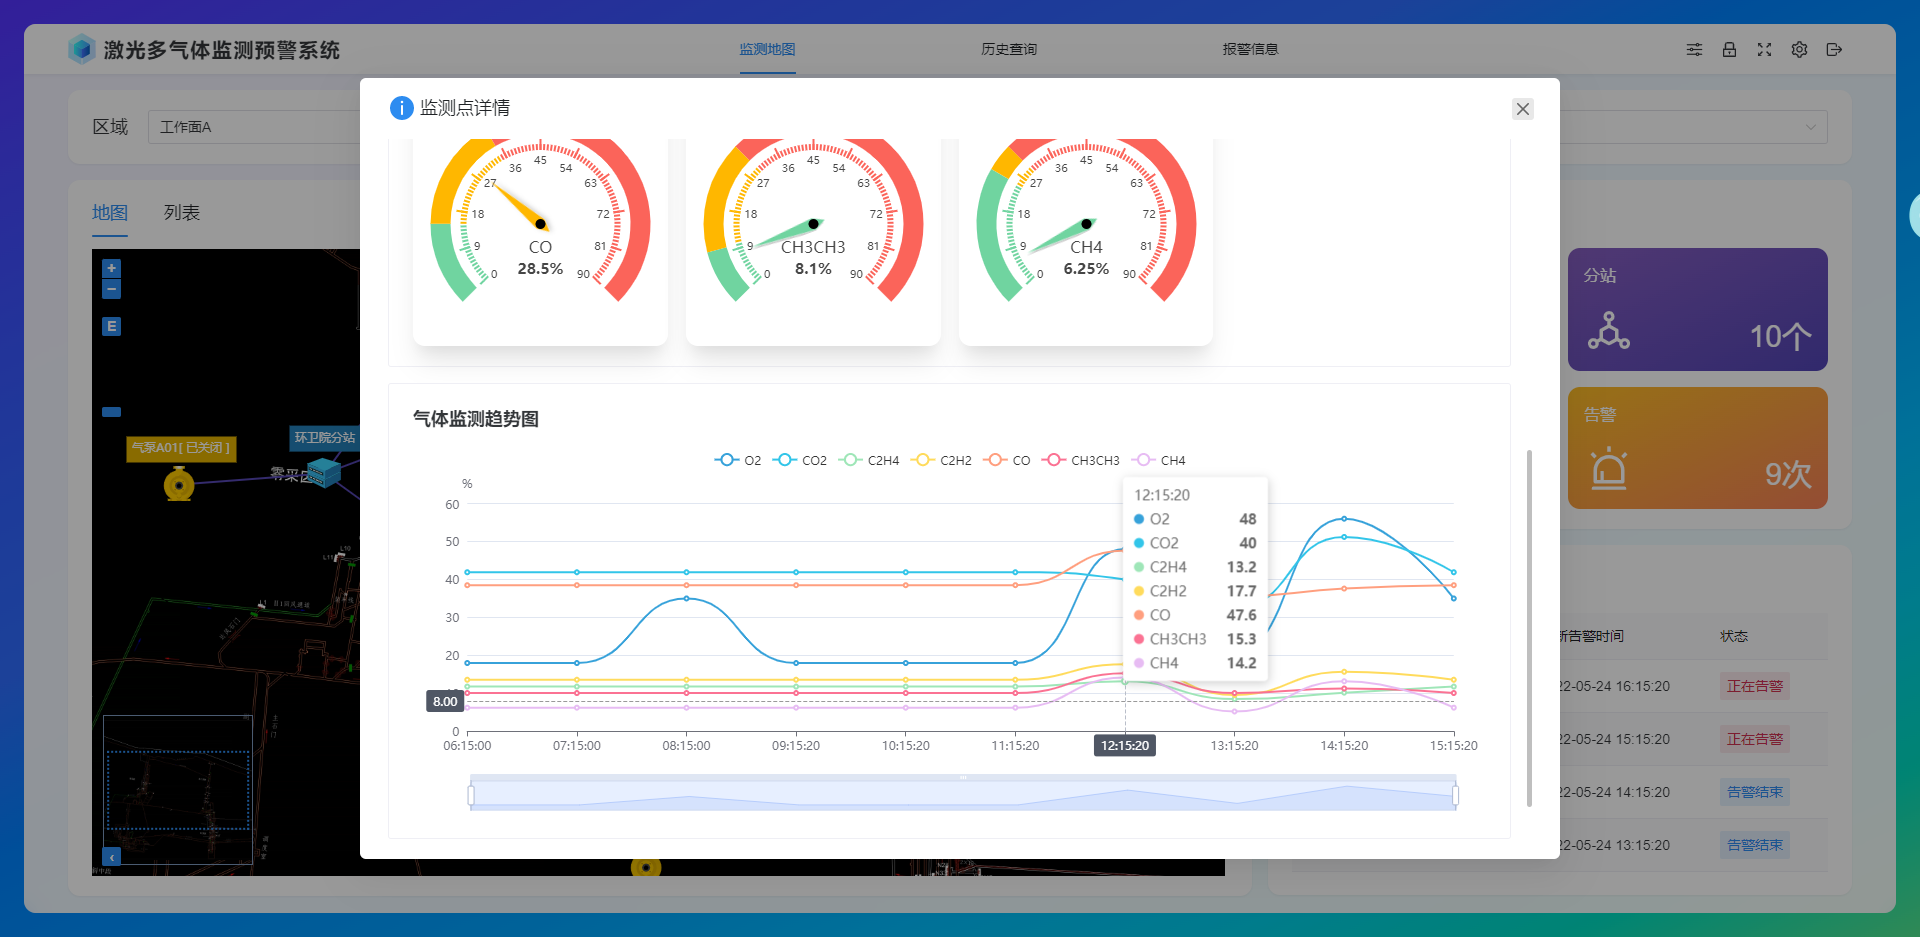 激光多气体监测预警系统
监测地图
历史查询
报警信息
区域
工作面A
监测点详情
地图
列表
0
9
18
27
36
45
54
63
72
81
90
CO
28.5%
0
9
18
27
36
45
54
63
72
81
90
CH3CH3
8.1%
0
9
18
27
36
45
54
63
72
81
90
CH4
6.25%
分站
10个
告警
9次
+
−
E
气泵A01[ 已关闭 ]
环卫院分站
零采区
L10
L11
L1
气体监测趋势图
O2
CO2
C2H4
C2H2
CO
CH3CH3
CH4
%
60
50
40
30
20
0
8.00
12:15:20
O2 48
CO2 40
C2H4 13.2
C2H2 17.7
CO 47.6
CH3CH3 15.3
CH4 14.2
06:15:00
07:15:00
08:15:00
09:15:20
10:15:20
11:15:20
12:15:20
13:15:20
14:15:20
15:15:20
新告警时间
状态
22-05-24 16:15:20
正在告警
22-05-24 15:15:20
正在告警
22-05-24 14:15:20
告警结束
22-05-24 13:15:20
告警结束